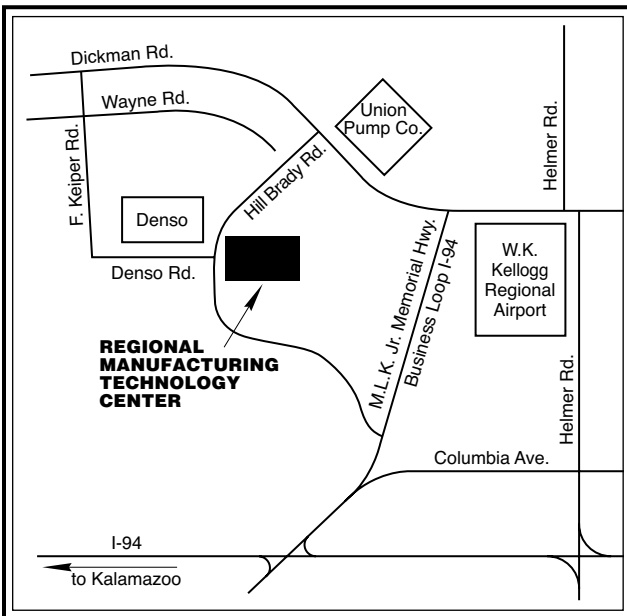 Dickman Rd.
Wayne Rd.
F. Keiper Rd.
Union
Pump Co.
Helmer Rd.
Hill Brady Rd.
Denso
Denso Rd.
M.L.K. Jr. Memorial Hwy.
Business Loop I-94
W.K.
Kellogg
Regional
Airport
REGIONAL
MANUFACTURING
TECHNOLOGY
CENTER
Helmer Rd.
Columbia Ave.
I-94
to Kalamazoo